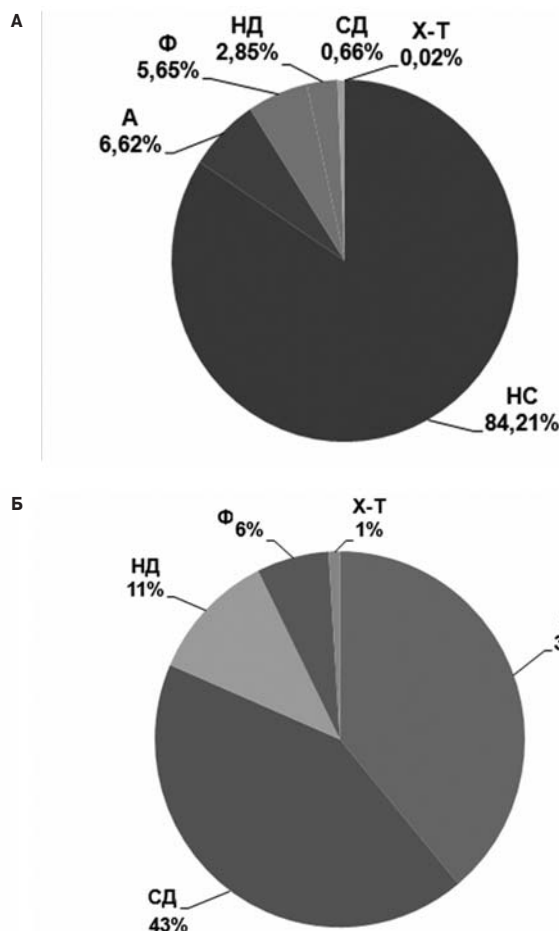 А
НД
СД
Х-Т
Ф
2,85%
0,66%
0,02%
5,65%
А
6,62%
НС
84,21%
Б
Х-Т
Ф6%
1%
НД
11%
СД
43%